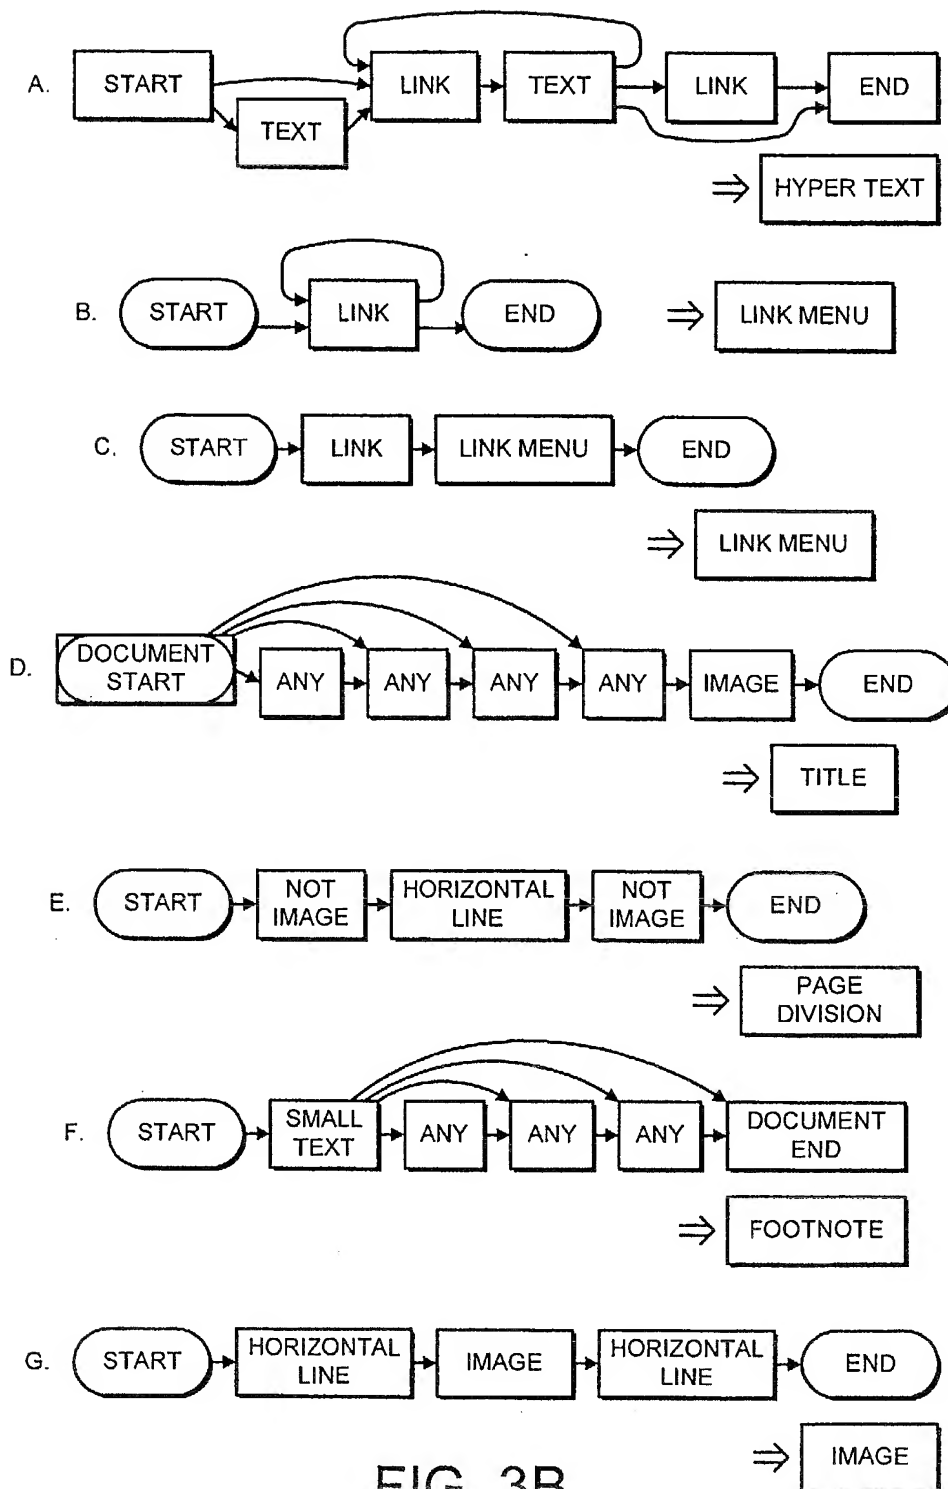 A. START TEXT LINK TEXT LINK END
⇒ HYPER TEXT
B. START LINK END ⇒ LINK MENU
C. START LINK LINK MENU END
⇒ LINK MENU
D. DOCUMENT START ANY ANY ANY ANY IMAGE END
⇒ TITLE
E. START NOT IMAGE HORIZONTAL LINE NOT IMAGE END
⇒ PAGE DIVISION
F. START SMALL TEXT ANY ANY ANY DOCUMENT END
⇒ FOOTNOTE
G. START HORIZONTAL LINE IMAGE HORIZONTAL LINE END
⇒ IMAGE
FIG. 3B